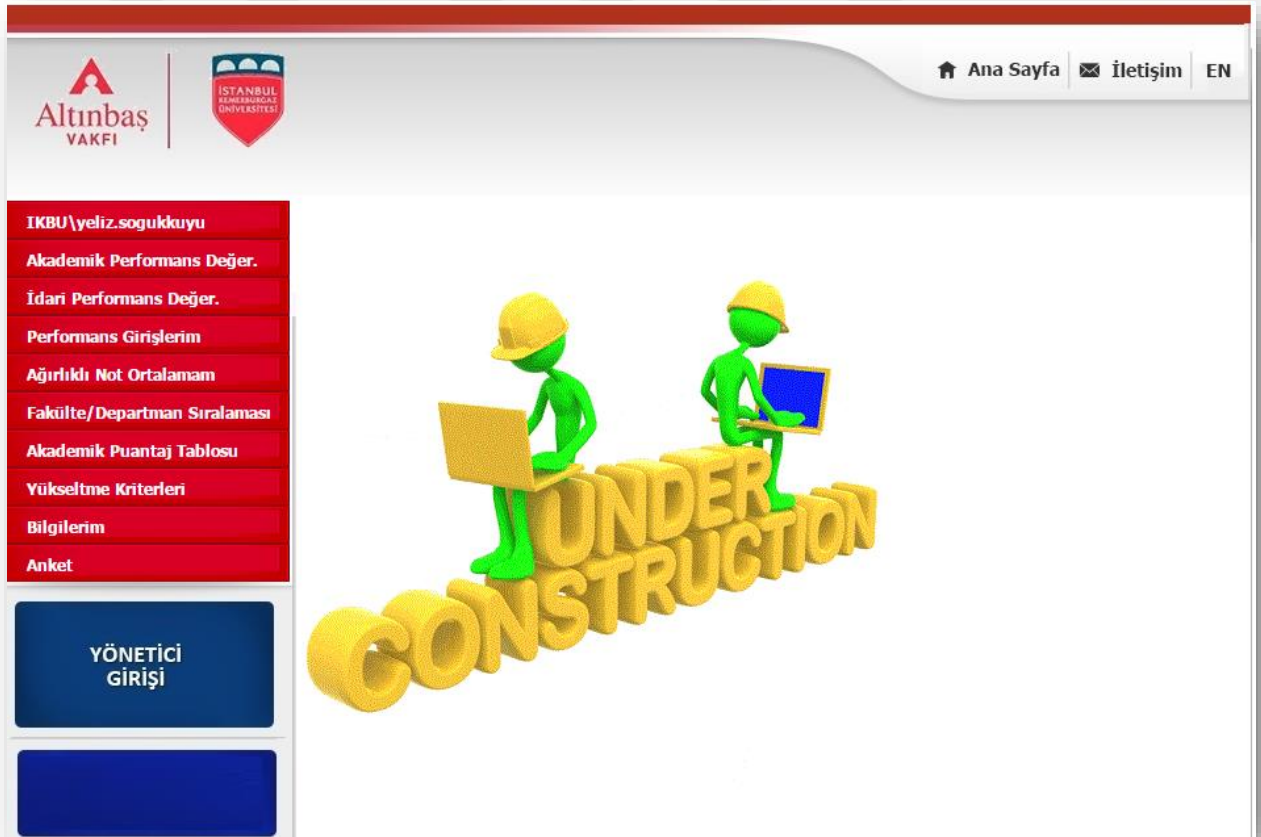 Altınbaş
VAKFI
İSTANBUL
KEMERBURGAZ
ÜNİVERSİTESİ
Ana Sayfa
İletişim
EN
IKBU\yeliz.sogukkuyu
Akademik Performans Değer.
İdari Performans Değer.
Performans Girişlerim
Ağırlıklı Not Ortalamam
Fakülte/Departman Sıralaması
Akademik Puantaj Tablosu
Yükseltme Kriterleri
Bilgilerim
Anket
YÖNETİCİ
GİRİŞİ
UNDER
CONSTRUCTION